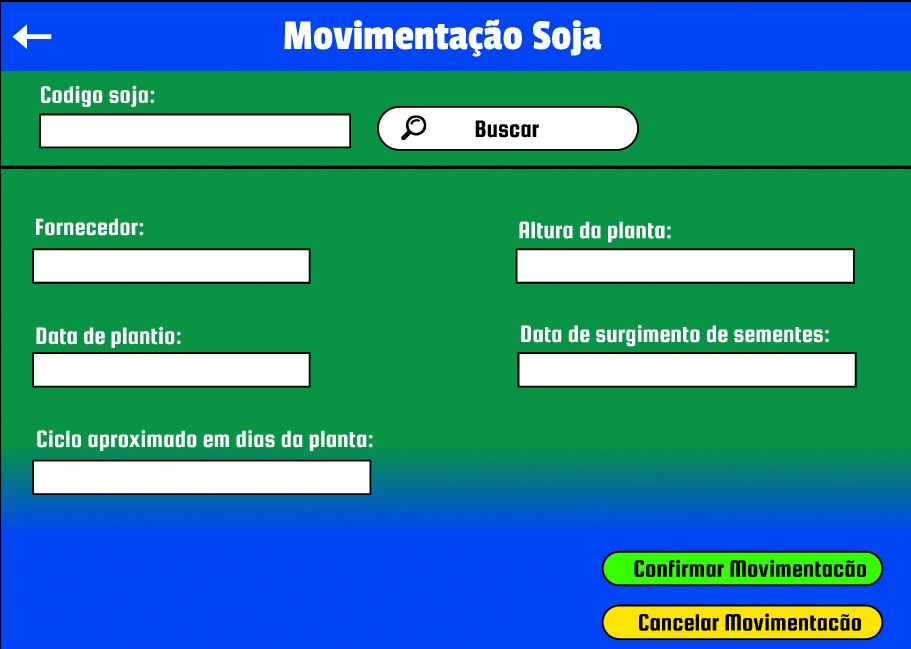 Movimentação Soja
Codigo soja:
Buscar
Fornecedor:
Altura da planta:
Data de plantio:
Data de surgimento de sementes:
Ciclo aproximado em dias da planta:
Confirmar Movimentacão
Cancelar Movimentacão